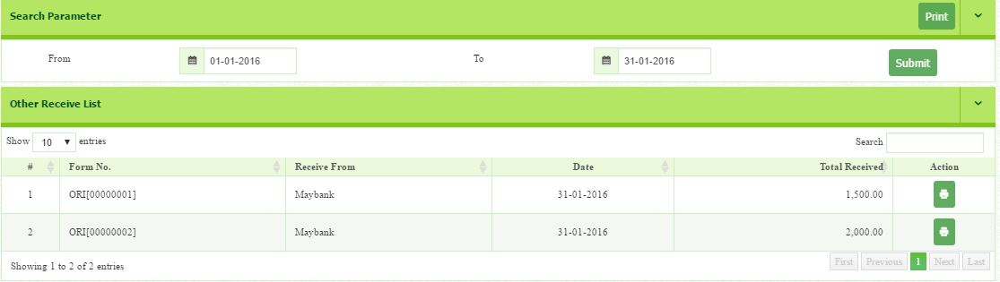 Search Parameter Print
From 01-01-2016 To 31-01-2016 Submit
Other Receive List
Show 10 entries Search
# Form No. Receive From Date Total Received Action
1 ORI[00000001] Maybank 31-01-2016 1,500.00
2 ORI[00000002] Maybank 31-01-2016 2,000.00
Showing 1 to 2 of 2 entries First Previous 1 Next Last